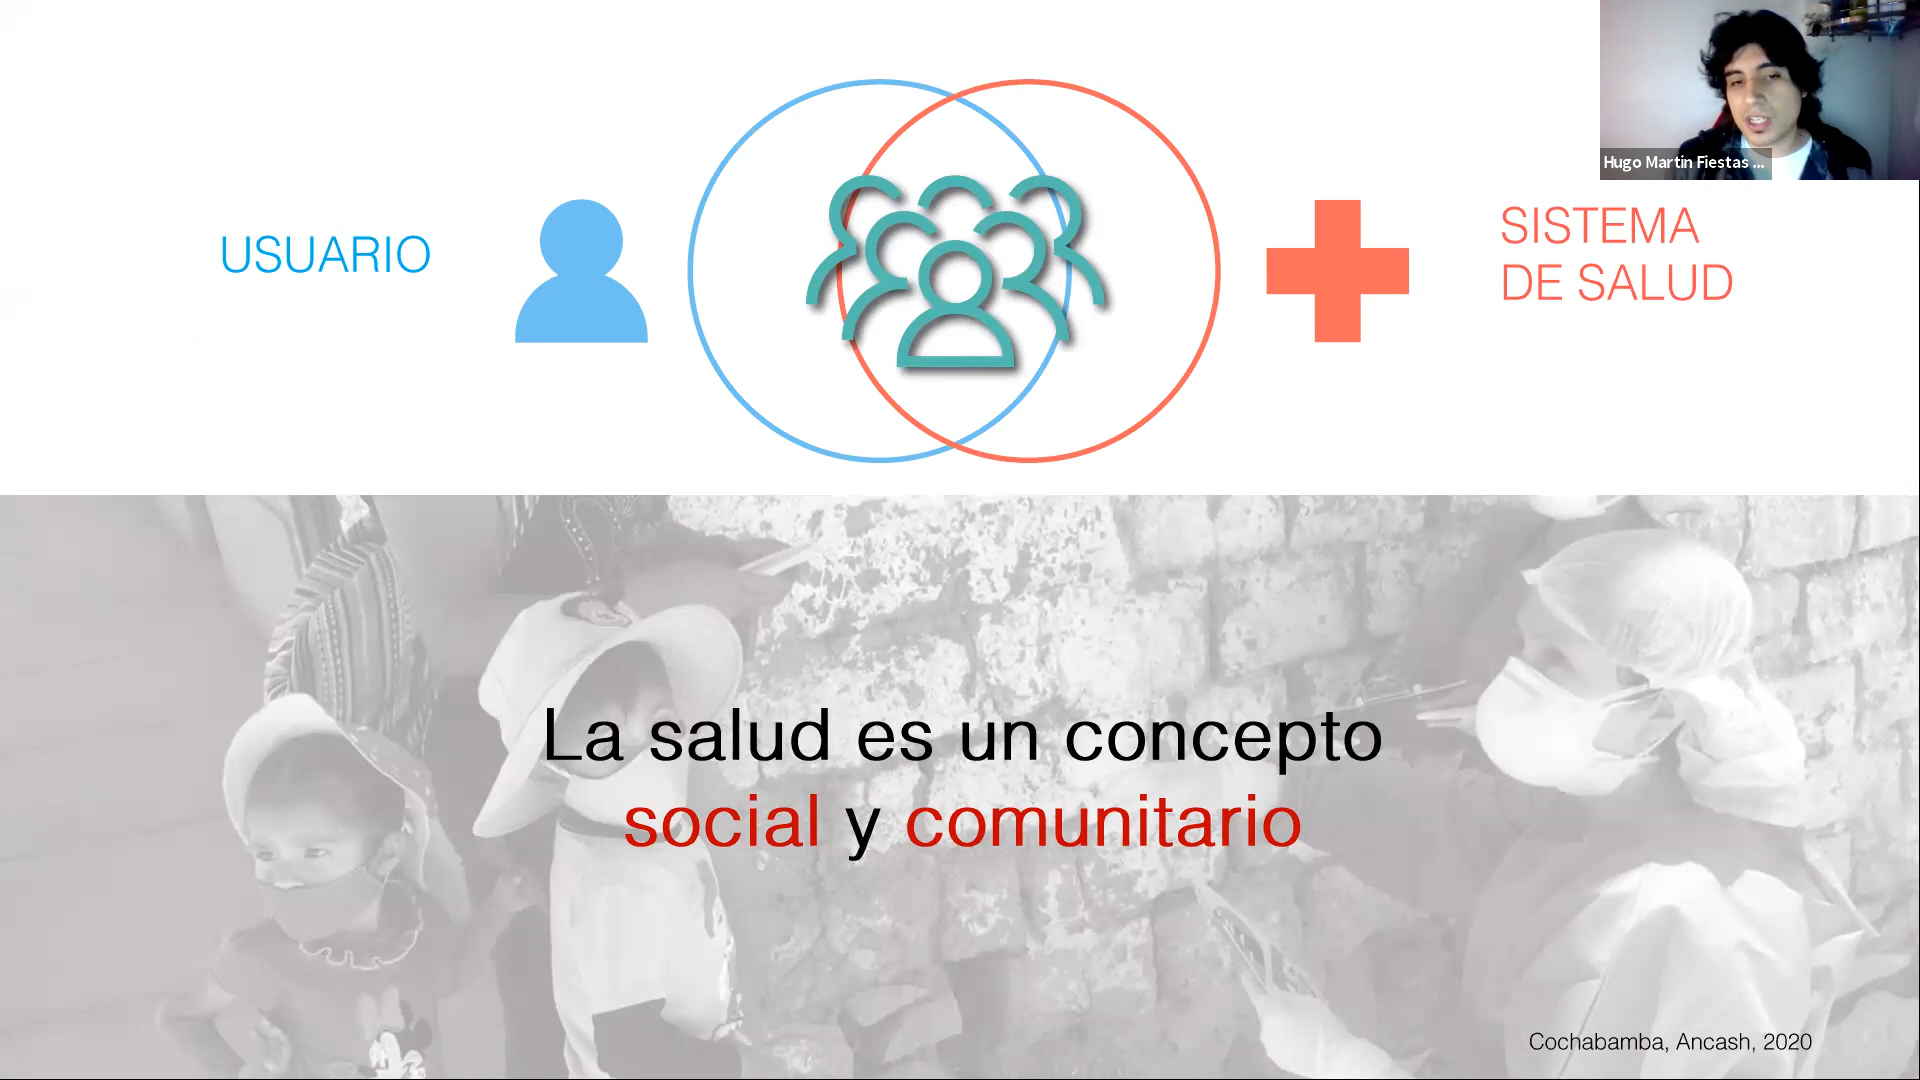 Hugo Martin Fiestas ...
USUARIO
SISTEMA
DE SALUD
La salud es un concepto
social y comunitario
Cochabamba, Ancash, 2020